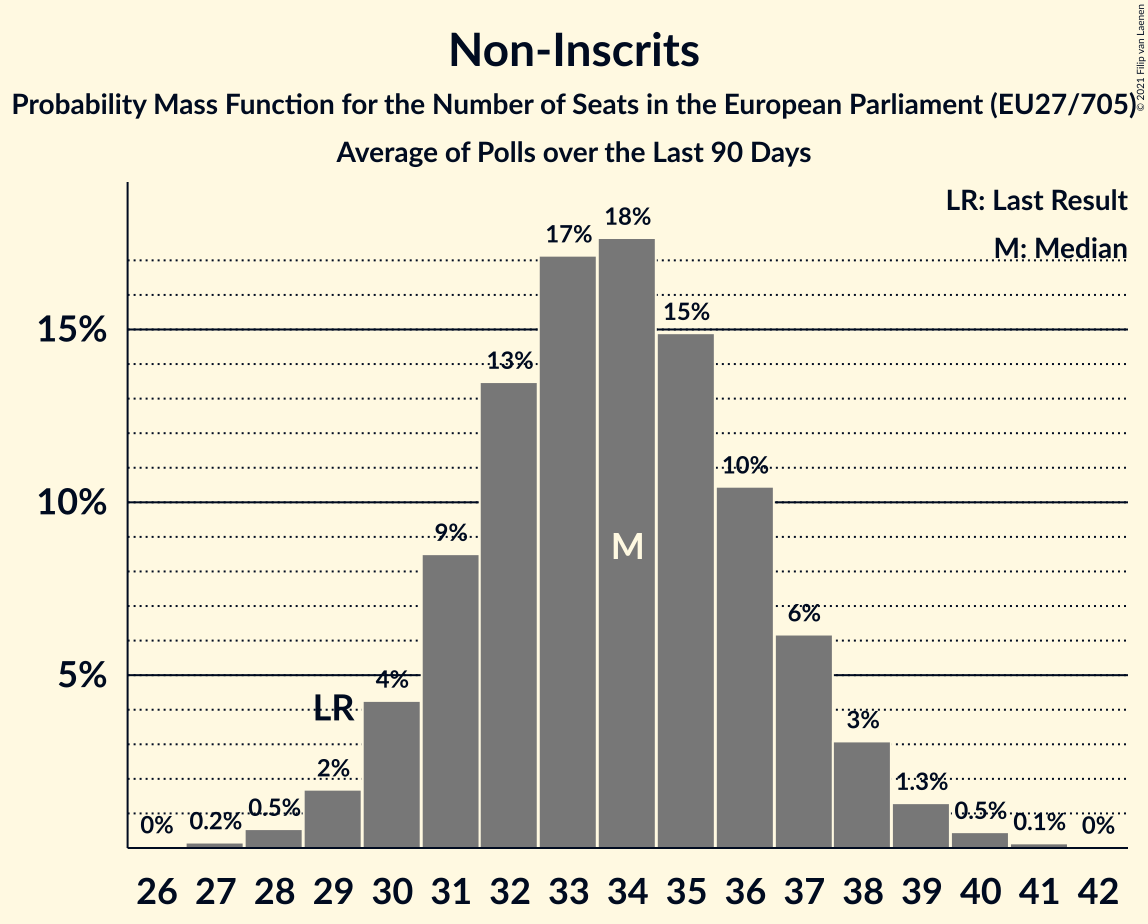 Non-Inscrits
Probability Mass Function for the Number of Seats in the European Parliament (EU27/705)
Average of Polls over the Last 90 Days
© 2021 Filip van Laenen
LR: Last Result
M: Median
15%
10%
5%
0%
0.2%
0.5%
2%
LR
4%
9%
13%
17%
18%
M
15%
10%
6%
3%
1.3%
0.5%
0.1%
0%
26 27 28 29 30 31 32 33 34 35 36 37 38 39 40 41 42